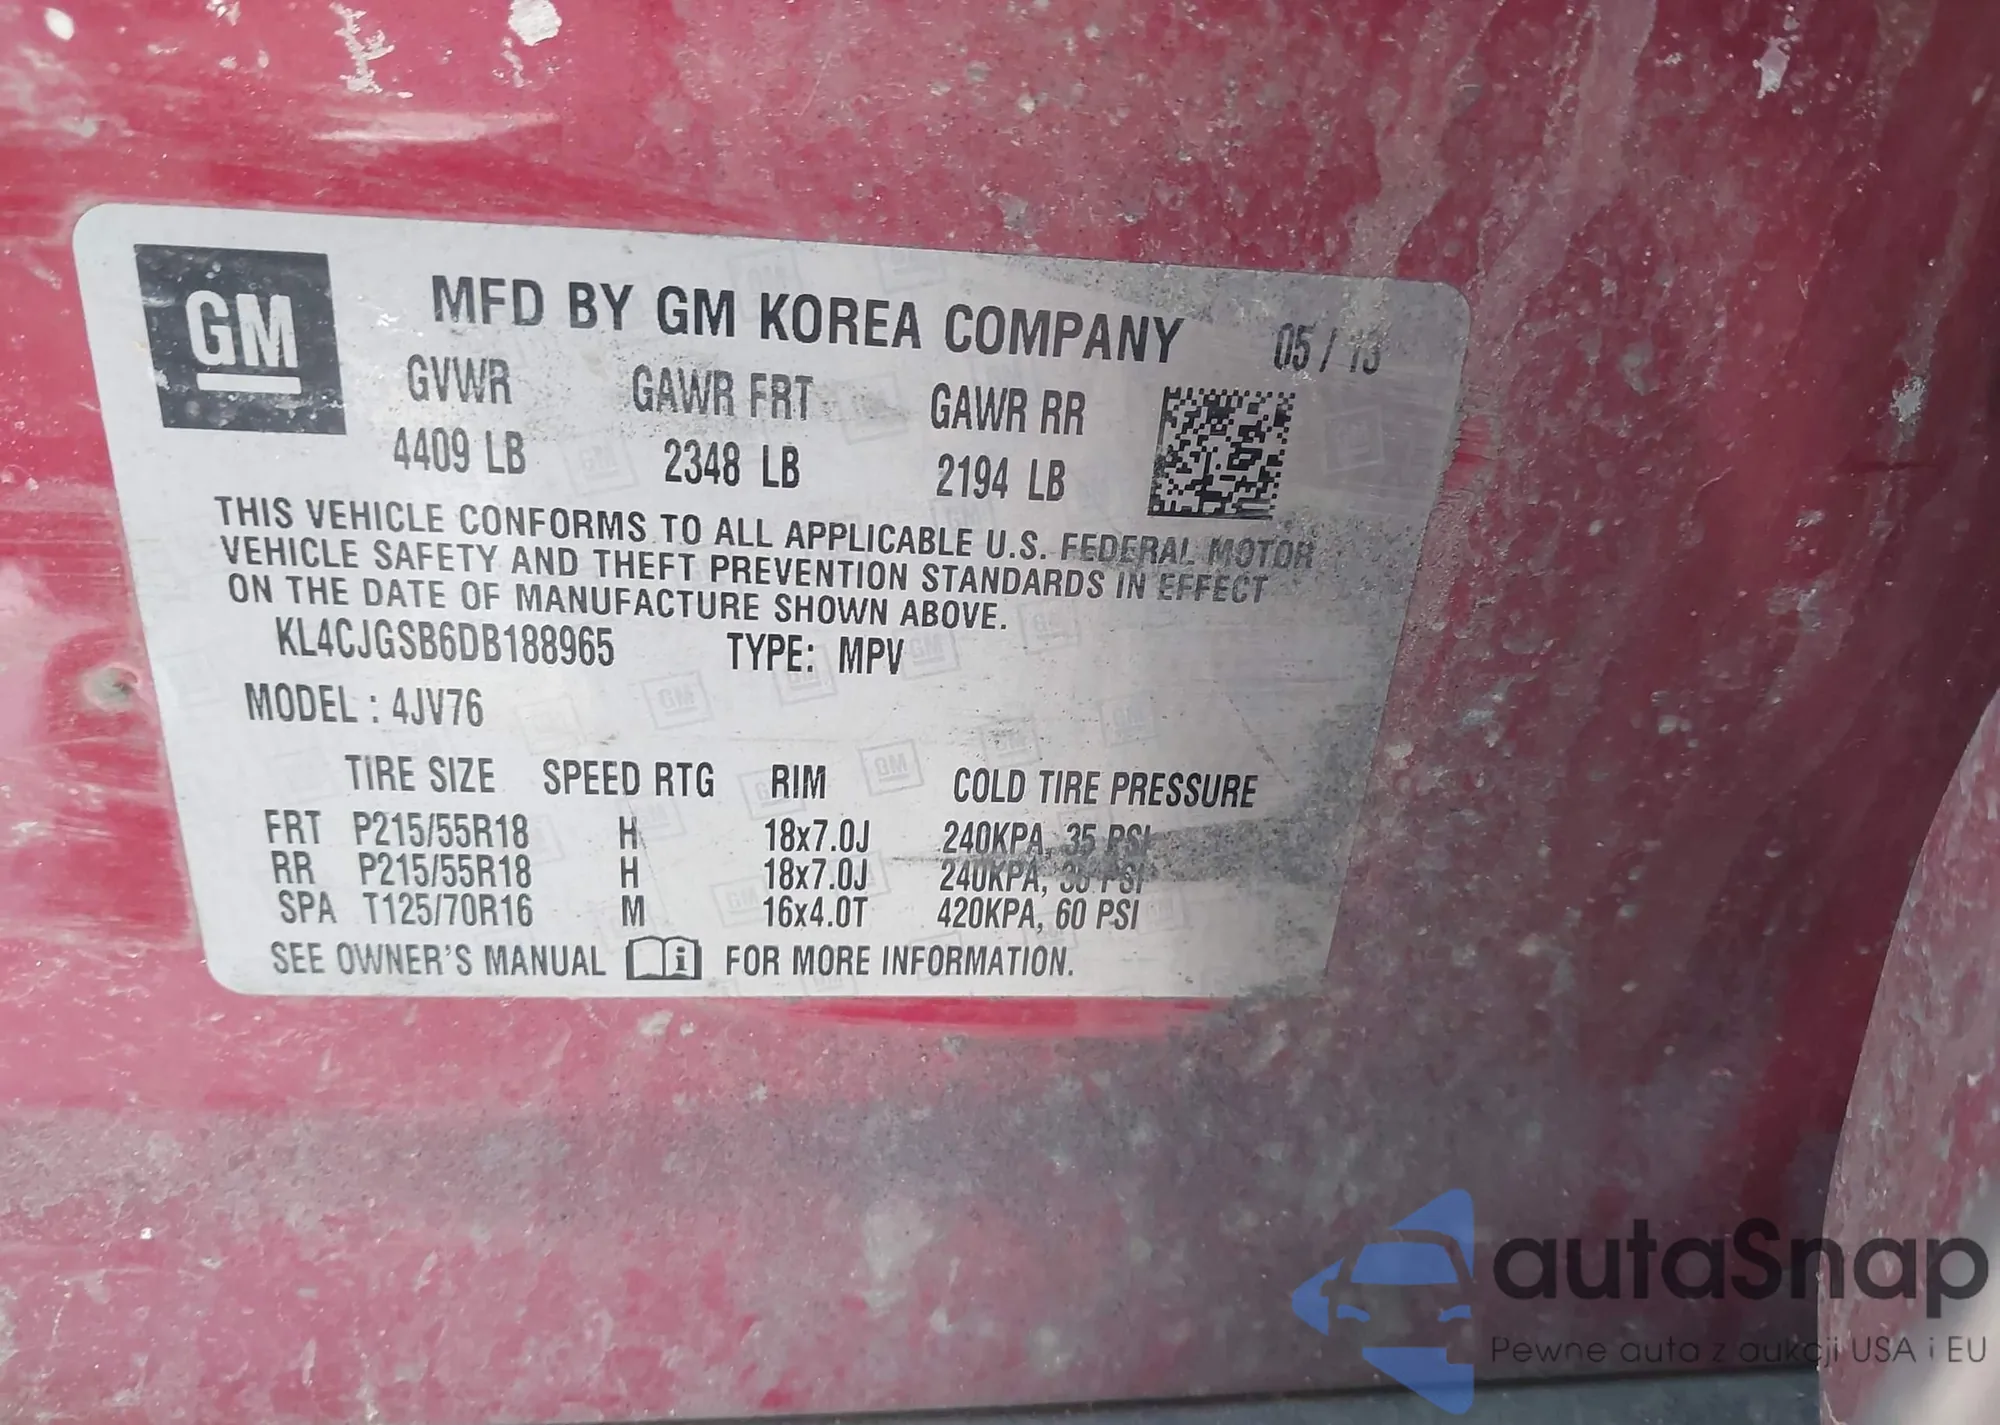 GM
MFD BY GM KOREA COMPANY 05 / 13
GVWR GAWR FRT GAWR RR
4409 LB 2348 LB 2194 LB
THIS VEHICLE CONFORMS TO ALL APPLICABLE U.S. FEDERAL MOTOR
VEHICLE SAFETY AND THEFT PREVENTION STANDARDS IN EFFECT
ON THE DATE OF MANUFACTURE SHOWN ABOVE.
KL4CJGSB6DB188965 TYPE: MPV
MODEL : 4JV76
TIRE SIZE SPEED RTG RIM COLD TIRE PRESSURE
FRT P215/55R18 H 18x7.0J 240KPA, 35 PSI
RR P215/55R18 H 18x7.0J 240KPA, 35 PSI
SPA T125/70R16 M 16x4.0T 420KPA, 60 PSI
SEE OWNER'S MANUAL i FOR MORE INFORMATION.
autaSnap
Pewne auta z aukcji USA i EU